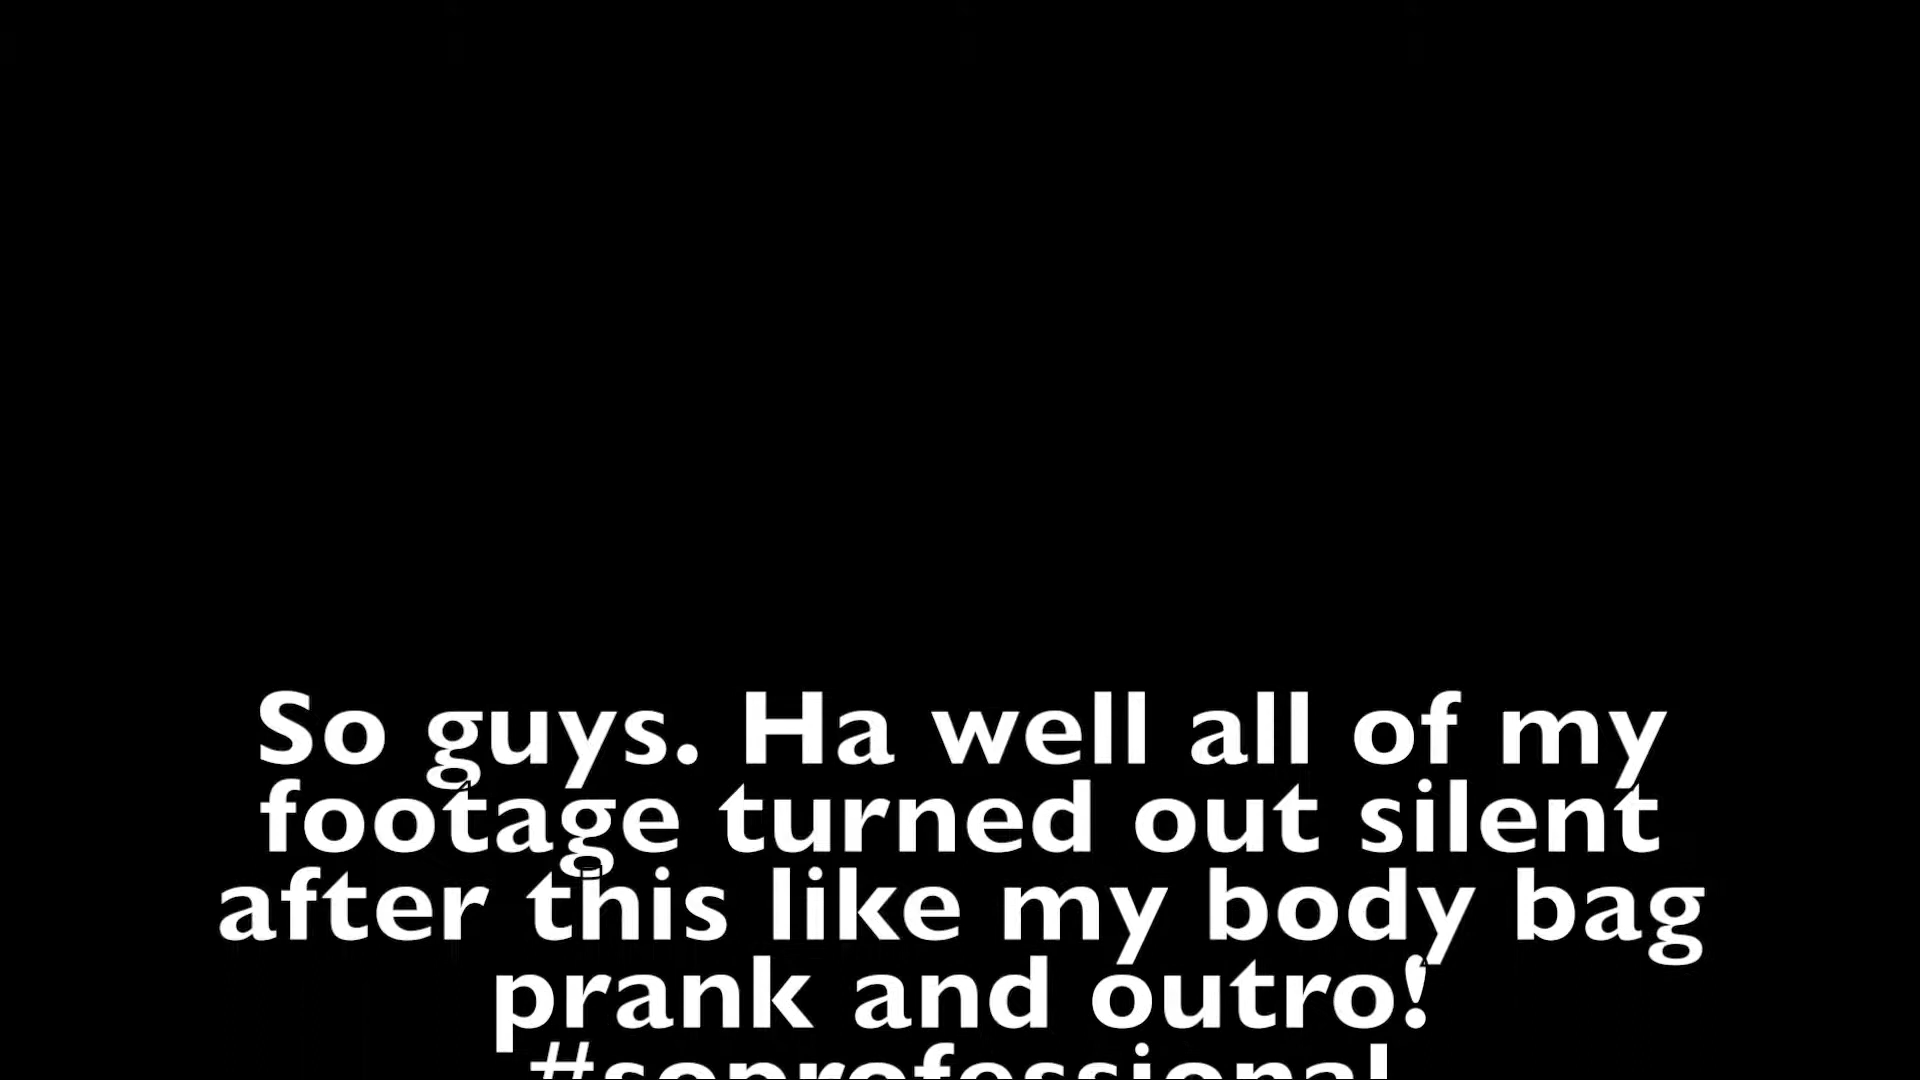 So guys. Ha well all of my
footage turned out silent
after this like my body bag
prank and outro!
#soprofessional